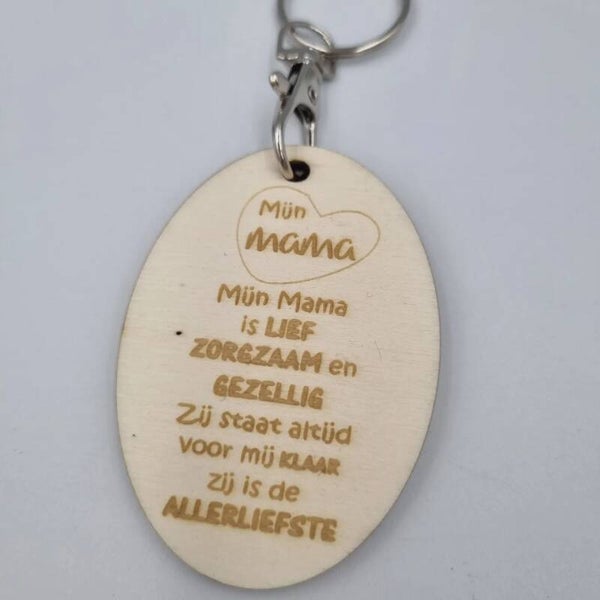 Mijn
mama
Mijn Mama
is LIEF
ZORGZAAM en
GEZELLIG
Zij staat altijd
voor mij KLAAR
zij is de
ALLERLIEFSTE